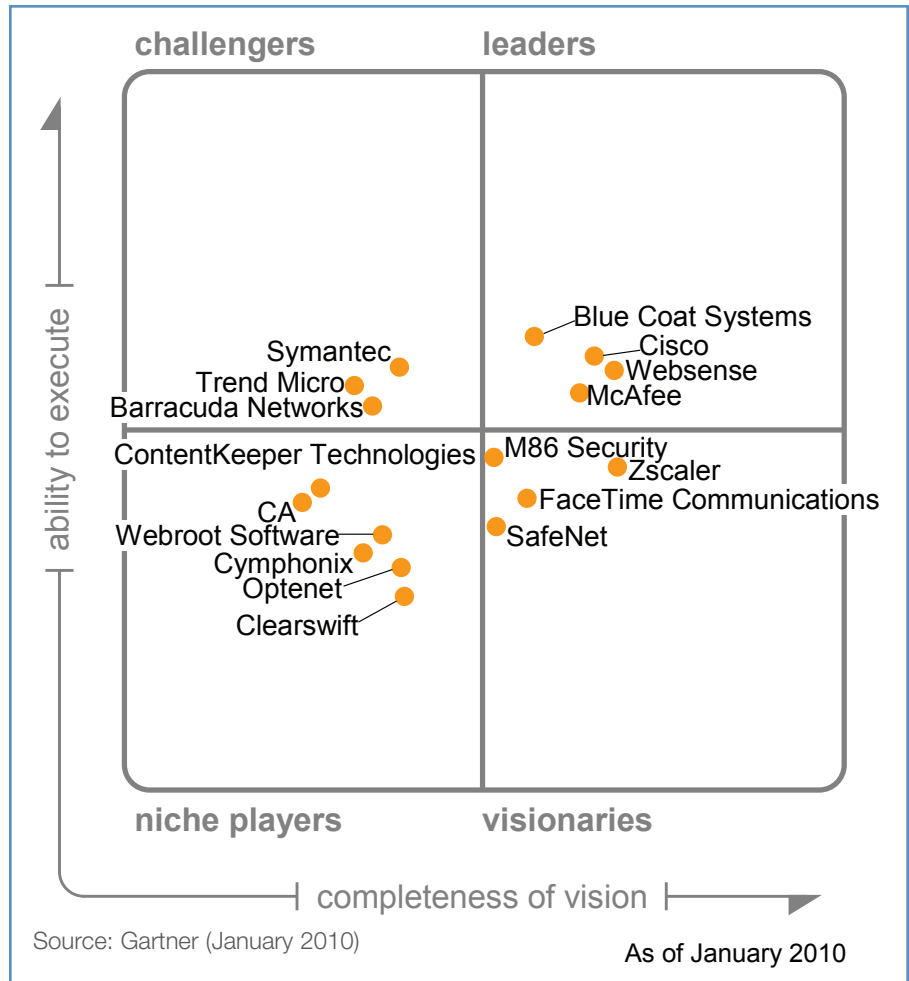 challengers
leaders
ability to execute
Blue Coat Systems
Cisco
Symantec
Websense
Trend Micro
McAfee
Barracuda Networks
M86 Security
ContentKeeper Technologies
Zscaler
FaceTime Communications
CA
SafeNet
Webroot Software
Cymphonix
Optenet
Clearswift
niche players
visionaries
completeness of vision
Source: Gartner (January 2010)
As of January 2010